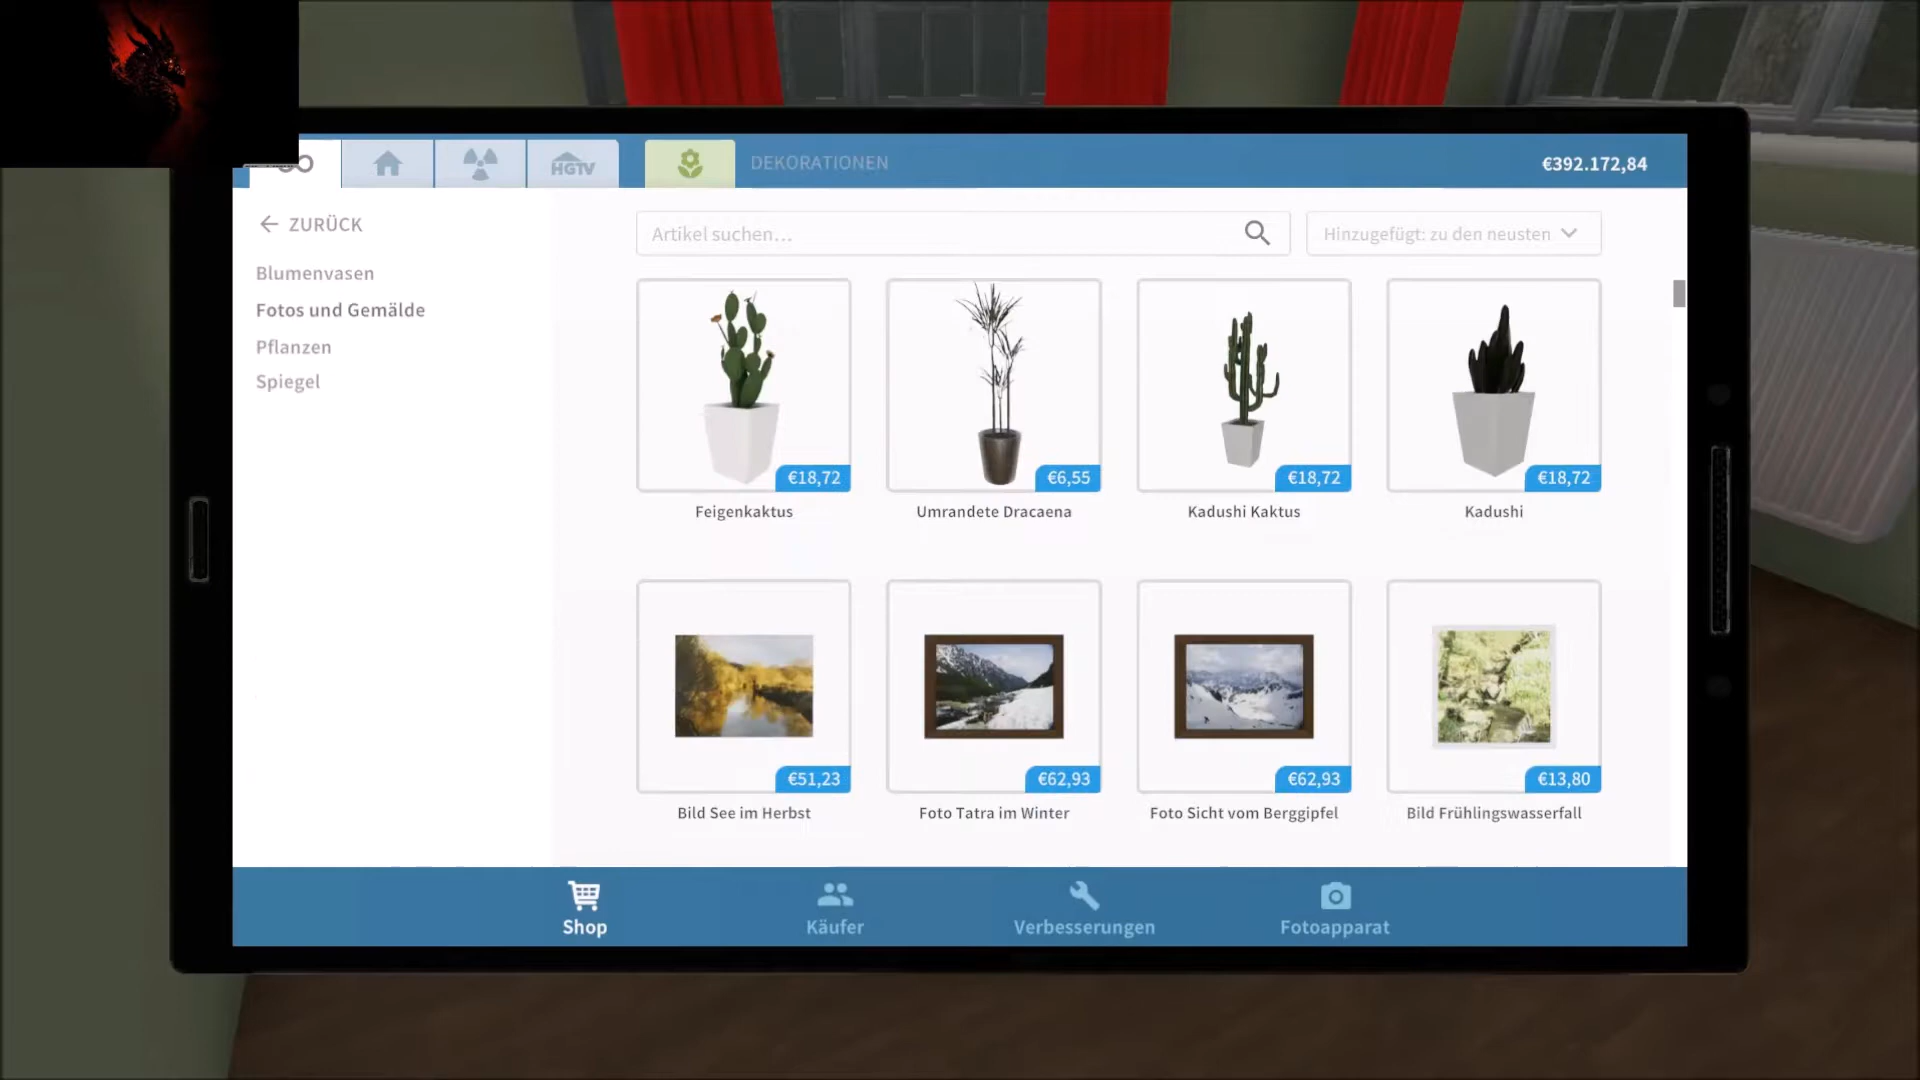 HGTV
DEKORATIONEN
€392.172,84
ZURÜCK
Blumenvasen
Fotos und Gemälde
Pflanzen
Spiegel
Artikel suchen...
Hinzugefügt: zu den neusten
€18,72
€6,55
€18,72
€18,72
Feigenkaktus
Umrandete Dracaena
Kadushi Kaktus
Kadushi
€51,23
€62,93
€62,93
€13,80
Bild See im Herbst
Foto Tatra im Winter
Foto Sicht vom Berggipfel
Bild Frühlingswasserfall
Shop
Käufer
Verbesserungen
Fotoapparat